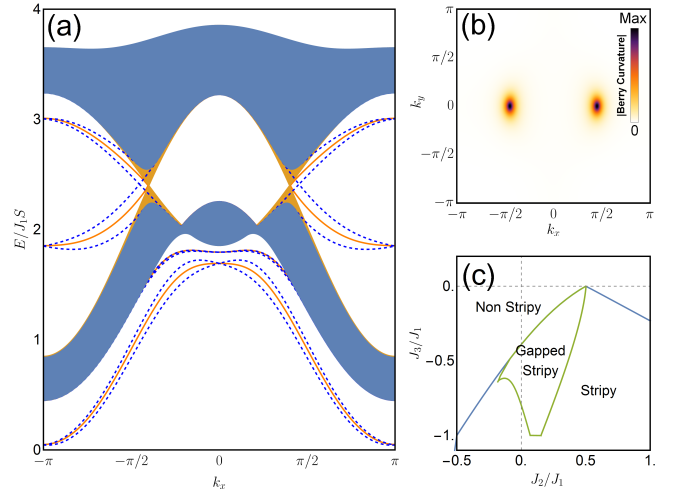 (a)
4
3
2
1
0
E/J₁S
−π
−π/2
0
π/2
π
kₓ
(b)
π
π/2
0
−π/2
−π
k_y
Max
|Berry Curvature|
0
−π
−π/2
0
π/2
π
kₓ
(c)
0.
−0.5
−1.
J₃/J₁
Non Stripy
Gapped
Stripy
Stripy
−0.5
0.
0.5
1.
J₂/J₁